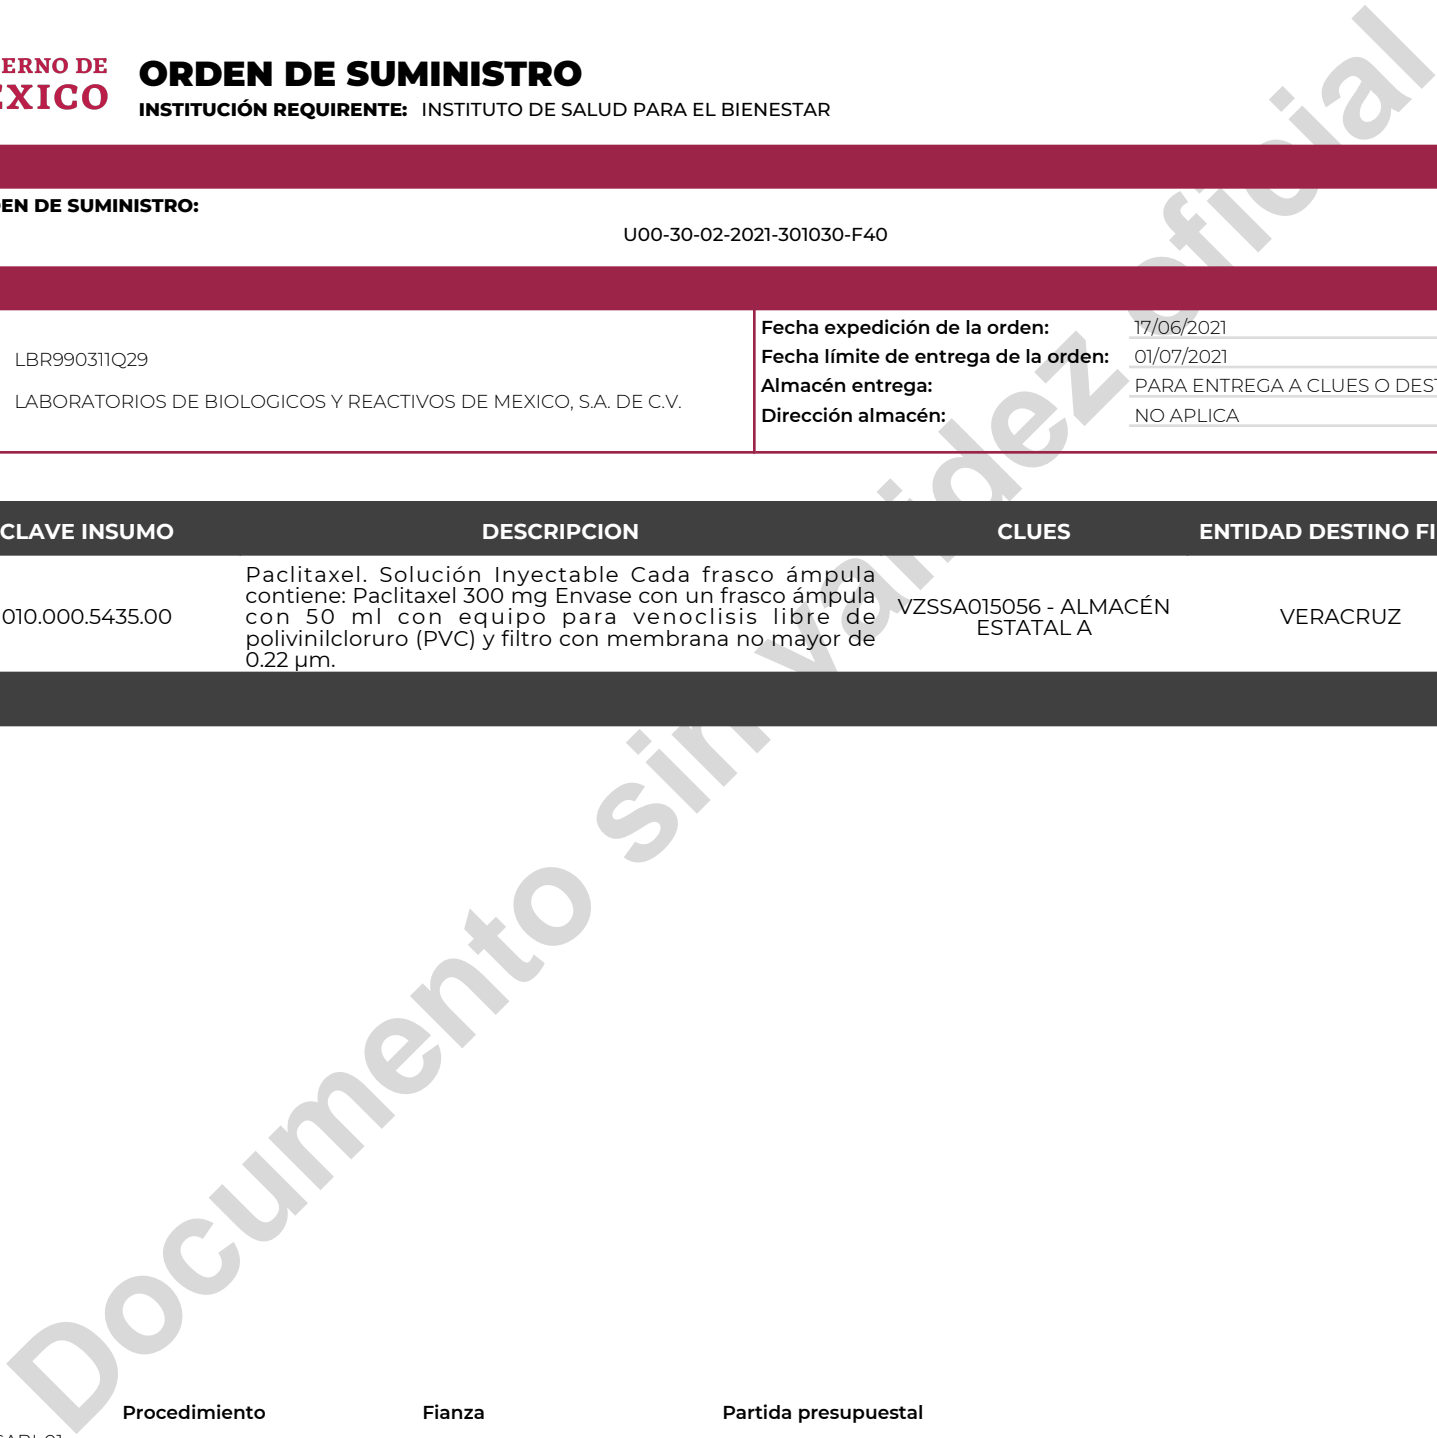 ERNO DE
EXICO
ORDEN DE SUMINISTRO
INSTITUCIÓN REQUIRENTE: INSTITUTO DE SALUD PARA EL BIENESTAR
EN DE SUMINISTRO:
U00-30-02-2021-301030-F40
LBR990311Q29
LABORATORIOS DE BIOLOGICOS Y REACTIVOS DE MEXICO, S.A. DE C.V.
Fecha expedición de la orden: 17/06/2021
Fecha límite de entrega de la orden: 01/07/2021
Almacén entrega: PARA ENTREGA A CLUES O DEST
Dirección almacén: NO APLICA
CLAVE INSUMO DESCRIPCION CLUES ENTIDAD DESTINO FI
010.000.5435.00
Paclitaxel. Solución Inyectable Cada frasco ámpula
contiene: Paclitaxel 300 mg Envase con un frasco ámpula
con 50 ml con equipo para venoclisis libre de
polivinilcloruro (PVC) y filtro con membrana no mayor de
0.22 µm.
VZSSA015056 - ALMACÉN
ESTATAL A
VERACRUZ
Documento sin validez oficial
Procedimiento Fianza Partida presupuestal